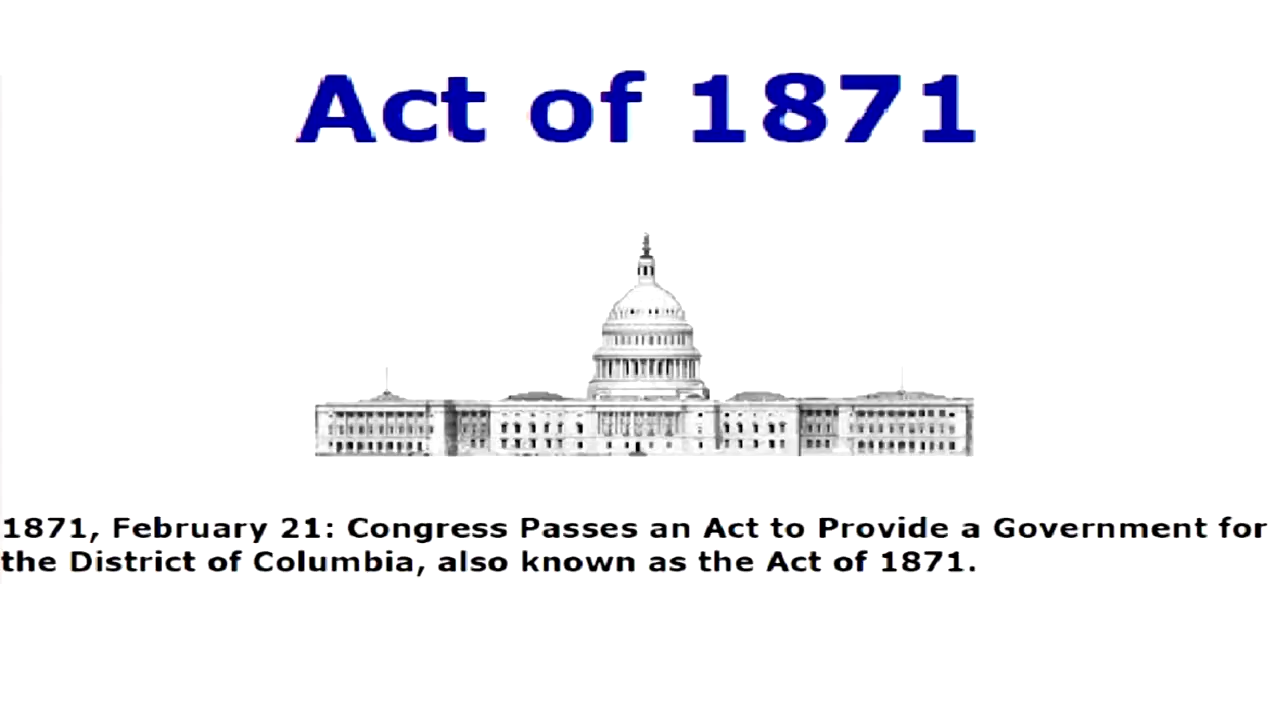 Act of 1871
1871, February 21: Congress Passes an Act to Provide a Government for
the District of Columbia, also known as the Act of 1871.